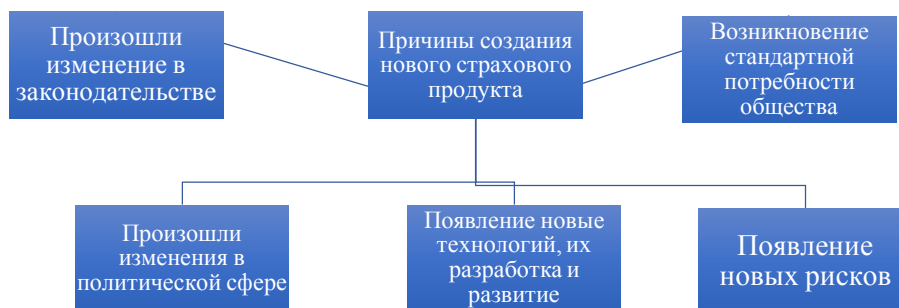 Произошли
изменение в
законодательстве
Причины создания
нового страхового
продукта
Возникновение
стандартной
потребности
общества
Произошли
изменения в
политической сфере
Появление новые
технологий, их
разработка и
развитие
Появление
новых рисков